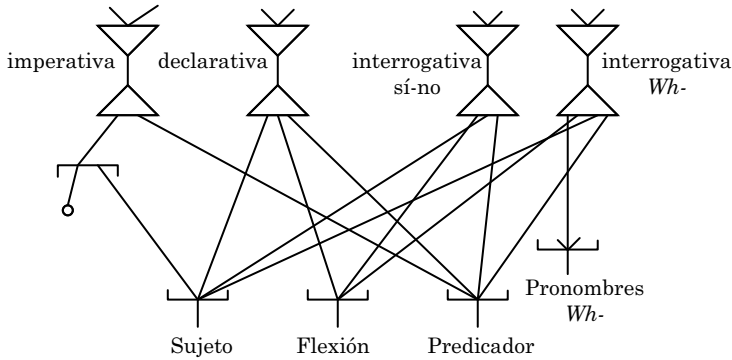 imperativa
declarativa
interrogativa
sí-no
interrogativa
Wh-
Pronombres
Wh-
Sujeto
Flexión
Predicador